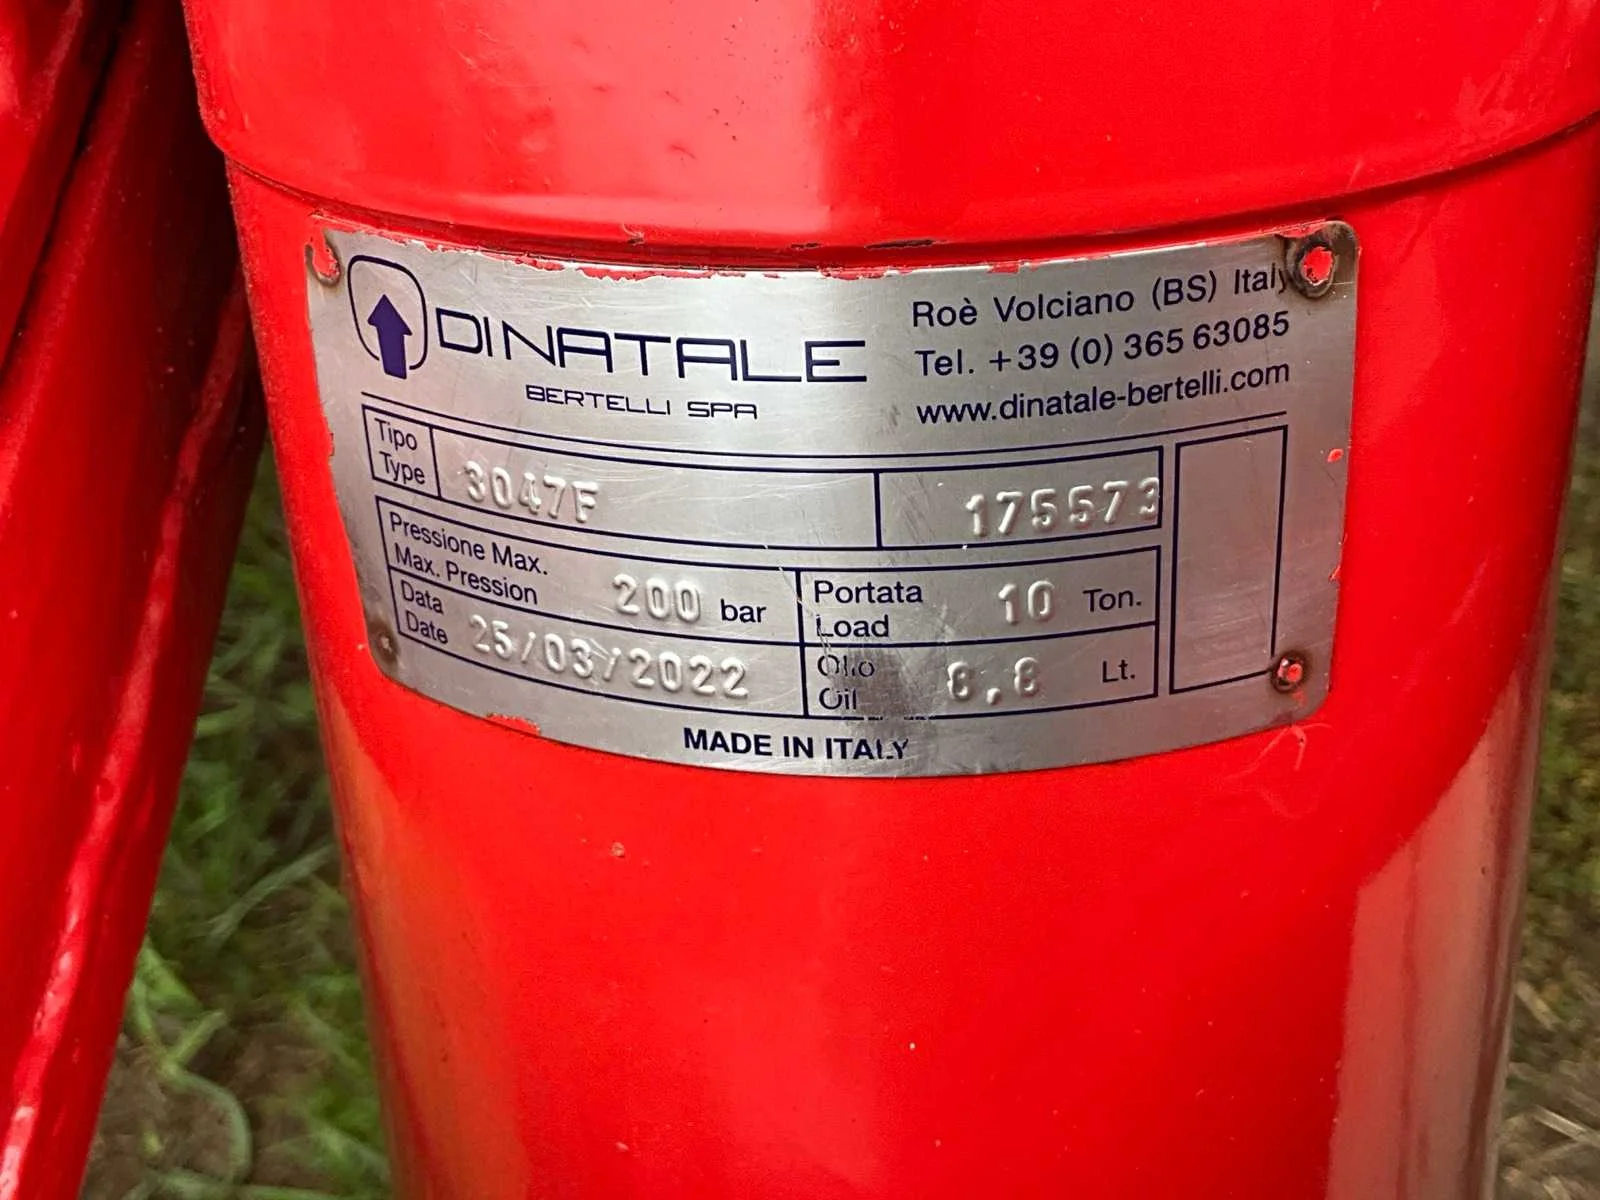 DINATALE
BERTELLI SPA
Roè Volciano (BS) Italy
Tel. +39 (0) 365 63085
www.dinatale-bertelli.com
Tipo
Type
3047F
175573
Pressione Max.
Max. Pression
200 bar
Portata
Load
10 Ton.
Data
Date
25/03/2022
Olio
Oil
8,8 Lt.
MADE IN ITALY